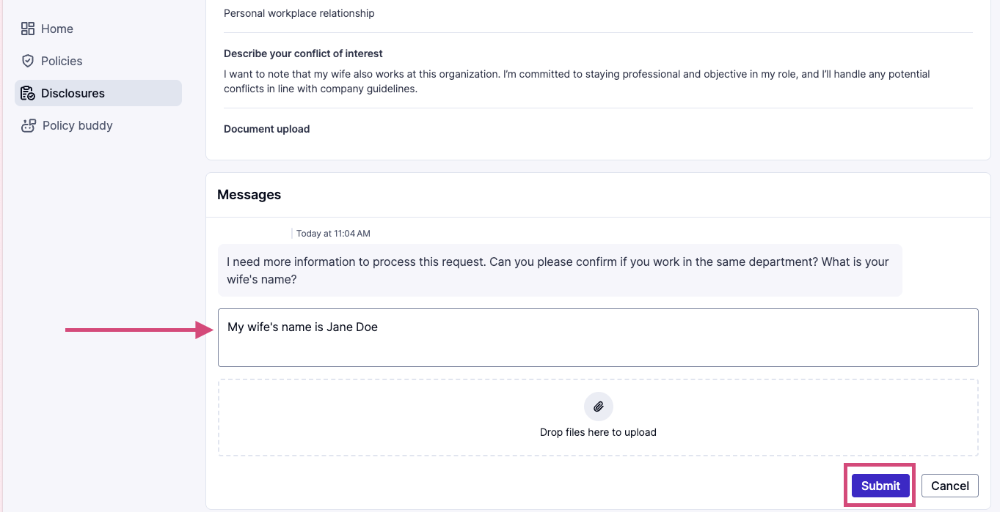 Home
Policies
Disclosures
Policy buddy
Personal workplace relationship
Describe your conflict of interest
I want to note that my wife also works at this organization. I’m committed to staying professional and objective in my role, and I’ll handle any potential
conflicts in line with company guidelines.
Document upload
Messages
Today at 11:04 AM
I need more information to process this request. Can you please confirm if you work in the same department? What is your
wife's name?
My wife's name is Jane Doe
Drop files here to upload
Submit
Cancel